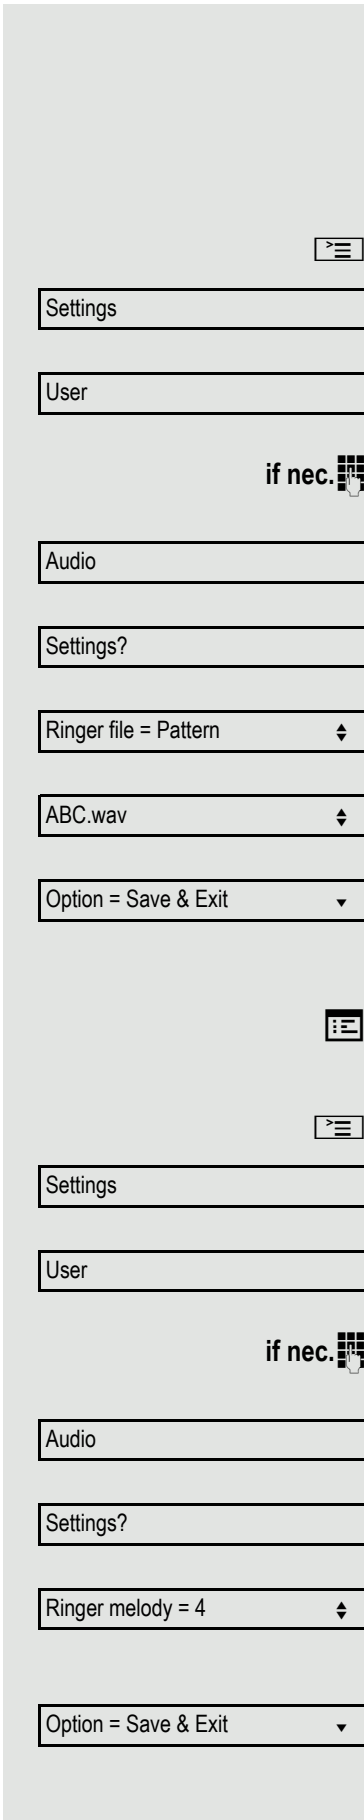 Settings
User
if nec.
Audio
Settings?
Ringer file = Pattern
ABC.wav
Option = Save & Exit
Settings
User
if nec.
Audio
Settings?
Ringer melody = 4
Option = Save & Exit